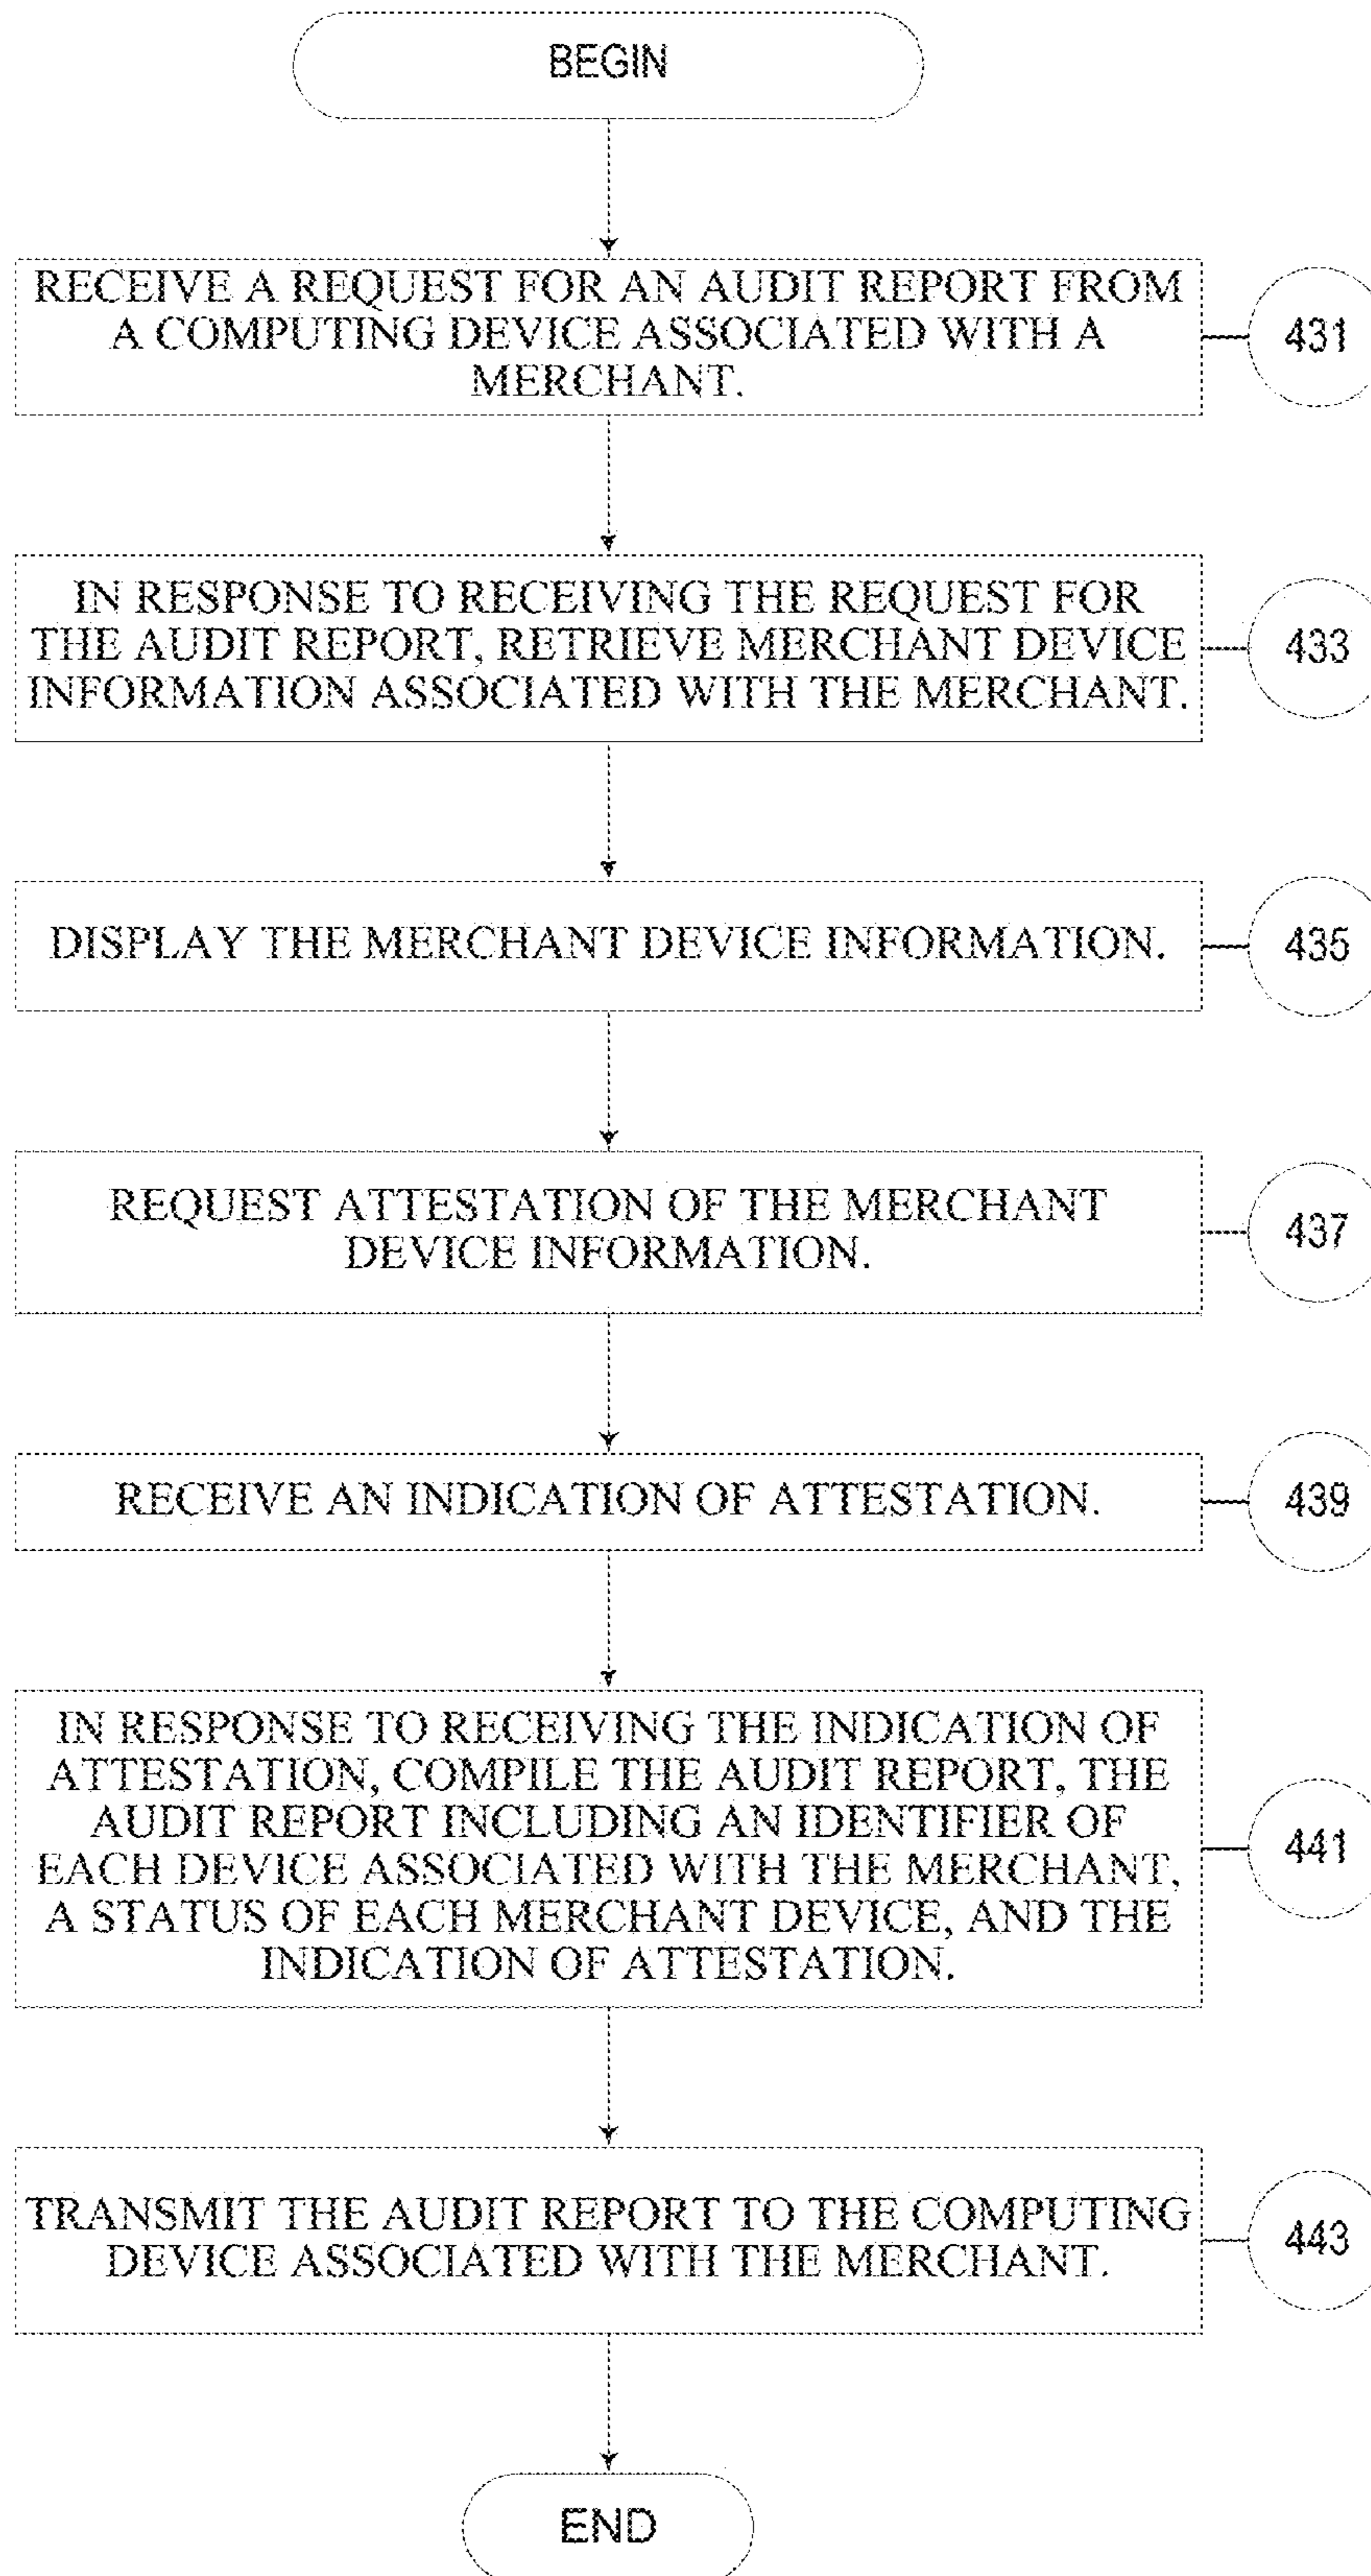 BEGIN
RECEIVE A REQUEST FOR AN AUDIT REPORT FROM
A COMPUTING DEVICE ASSOCIATED WITH A
MERCHANT.
431
IN RESPONSE TO RECEIVING THE REQUEST FOR
THE AUDIT REPORT, RETRIEVE MERCHANT DEVICE
INFORMATION ASSOCIATED WITH THE MERCHANT.
433
DISPLAY THE MERCHANT DEVICE INFORMATION.
435
REQUEST ATTESTATION OF THE MERCHANT
DEVICE INFORMATION.
437
RECEIVE AN INDICATION OF ATTESTATION.
439
IN RESPONSE TO RECEIVING THE INDICATION OF
ATTESTATION, COMPILE THE AUDIT REPORT, THE
AUDIT REPORT INCLUDING AN IDENTIFIER OF
EACH DEVICE ASSOCIATED WITH THE MERCHANT,
A STATUS OF EACH MERCHANT DEVICE, AND THE
INDICATION OF ATTESTATION.
441
TRANSMIT THE AUDIT REPORT TO THE COMPUTING
DEVICE ASSOCIATED WITH THE MERCHANT.
443
END